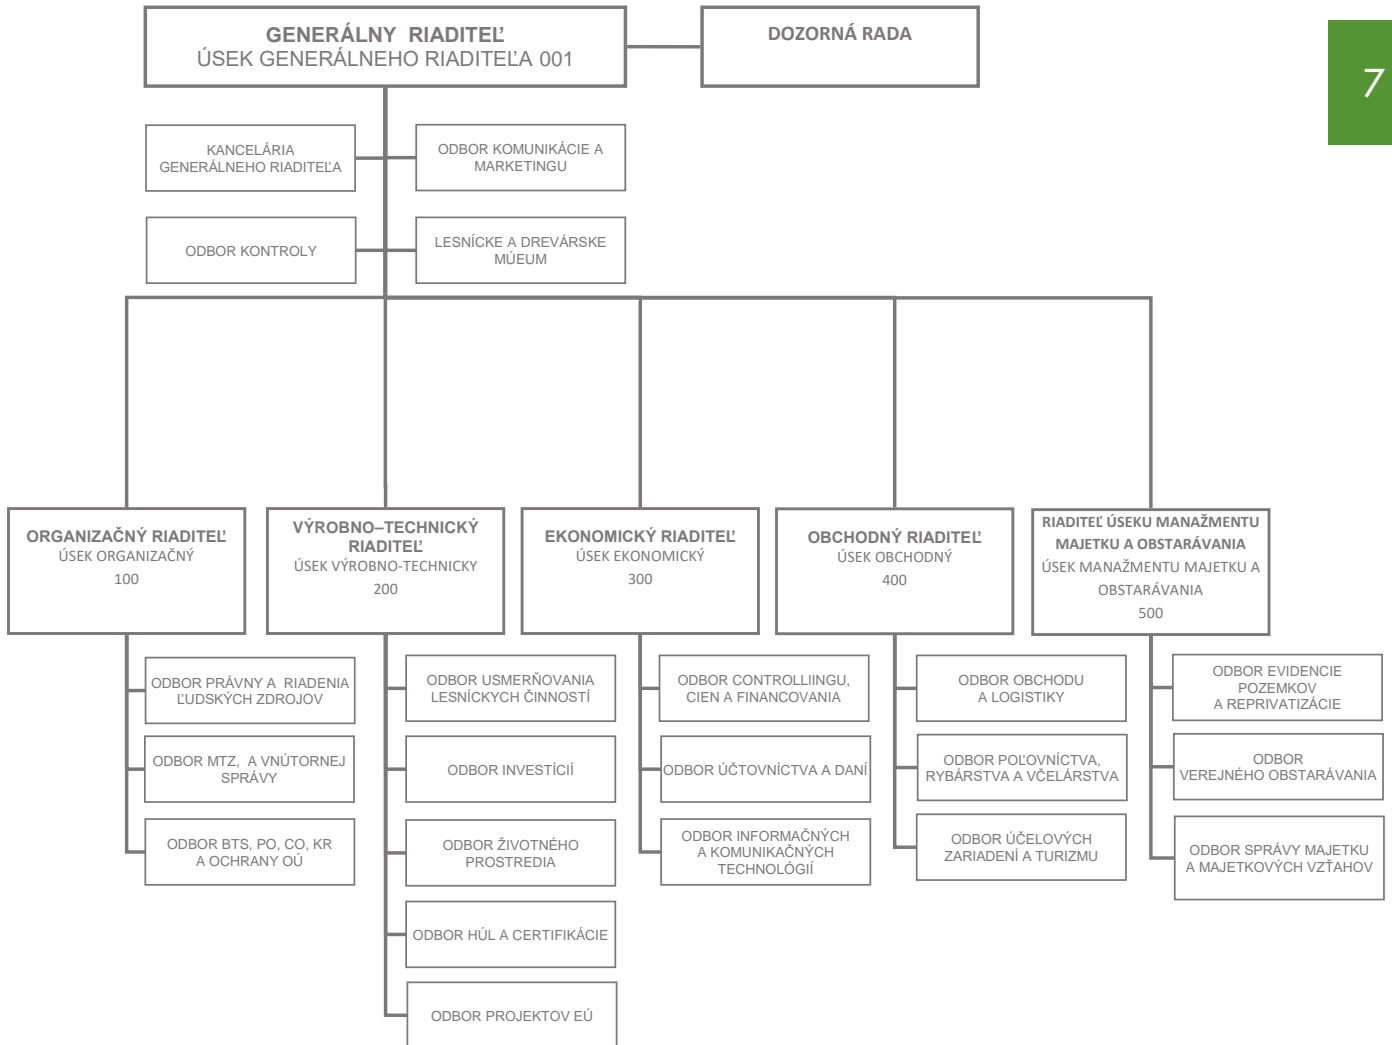 GENERÁLNY RIADITEĽ
ÚSEK GENERÁLNEHO RIADITEĽA 001
DOZORNÁ RADA
7
KANCELÁRIA
GENERÁLNEHO RIADITEĽA
ODBOR KOMUNIKÁCIE A
MARKETINGU
ODBOR KONTROLY
LESNÍCKE A DREVÁRSKE
MÚEUM
ORGANIZAČNÝ RIADITEĽ
ÚSEK ORGANIZAČNÝ
100
VÝROBNO–TECHNICKÝ
RIADITEĽ
ÚSEK VÝROBNO-TECHNICKY
200
EKONOMICKÝ RIADITEĽ
ÚSEK EKONOMICKÝ
300
OBCHODNÝ RIADITEĽ
ÚSEK OBCHODNÝ
400
RIADITEĽ ÚSEKU MANAŽMENTU
MAJETKU A OBSTARÁVANIA
ÚSEK MANAŽMENTU MAJETKU A
OBSTARÁVANIA
500
ODBOR PRÁVNY A RIADENIA
ĽUDSKÝCH ZDROJOV
ODBOR MTZ, A VNÚTORNEJ
SPRÁVY
ODBOR BTS, PO, CO, KR
A OCHRANY OÚ
ODBOR USMERŇOVANIA
LESNÍCKYCH ČINNOSTÍ
ODBOR INVESTÍCIÍ
ODBOR ŽIVOTNÉHO
PROSTREDIA
ODBOR HÚL A CERTIFIKÁCIE
ODBOR PROJEKTOV EÚ
ODBOR CONTROLLIINGU,
CIEN A FINANCOVANIA
ODBOR ÚČTOVNÍCTVA A DANÍ
ODBOR INFORMAČNÝCH
A KOMUNIKAČNÝCH
TECHNOLÓGIÍ
ODBOR OBCHODU
A LOGISTIKY
ODBOR POĽOVNÍCTVA,
RYBÁRSTVA A VČELÁRSTVA
ODBOR ÚČELOVÝCH
ZARIADENÍ A TURIZMU
ODBOR EVIDENCIE
POZEMKOV
A REPRIVATIZÁCIE
ODBOR
VEREJNÉHO OBSTARÁVANIA
ODBOR SPRÁVY MAJETKU
A MAJETKOVÝCH VZŤAHOV